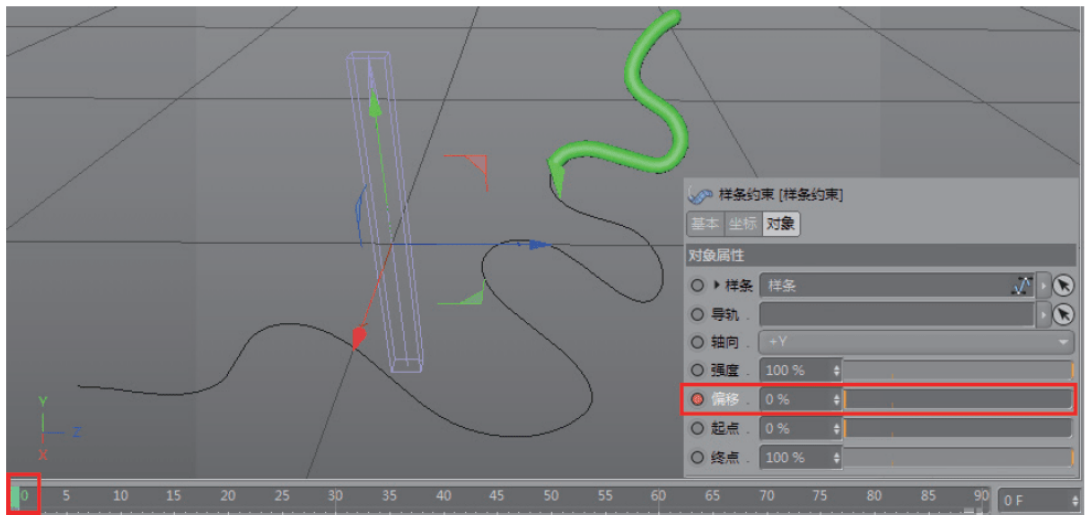 样条约束 [样条约束]
基本 坐标 对象
对象属性
样条 样条
导轨 .
轴向 . +Y
强度 . 100 %
偏移 . 0 %
起点 . 0 %
终点 . 100 %
Y
Z
X
0 5 10 15 20 25 30 35 40 45 50 55 60 65 70 75 80 85 90 0 F